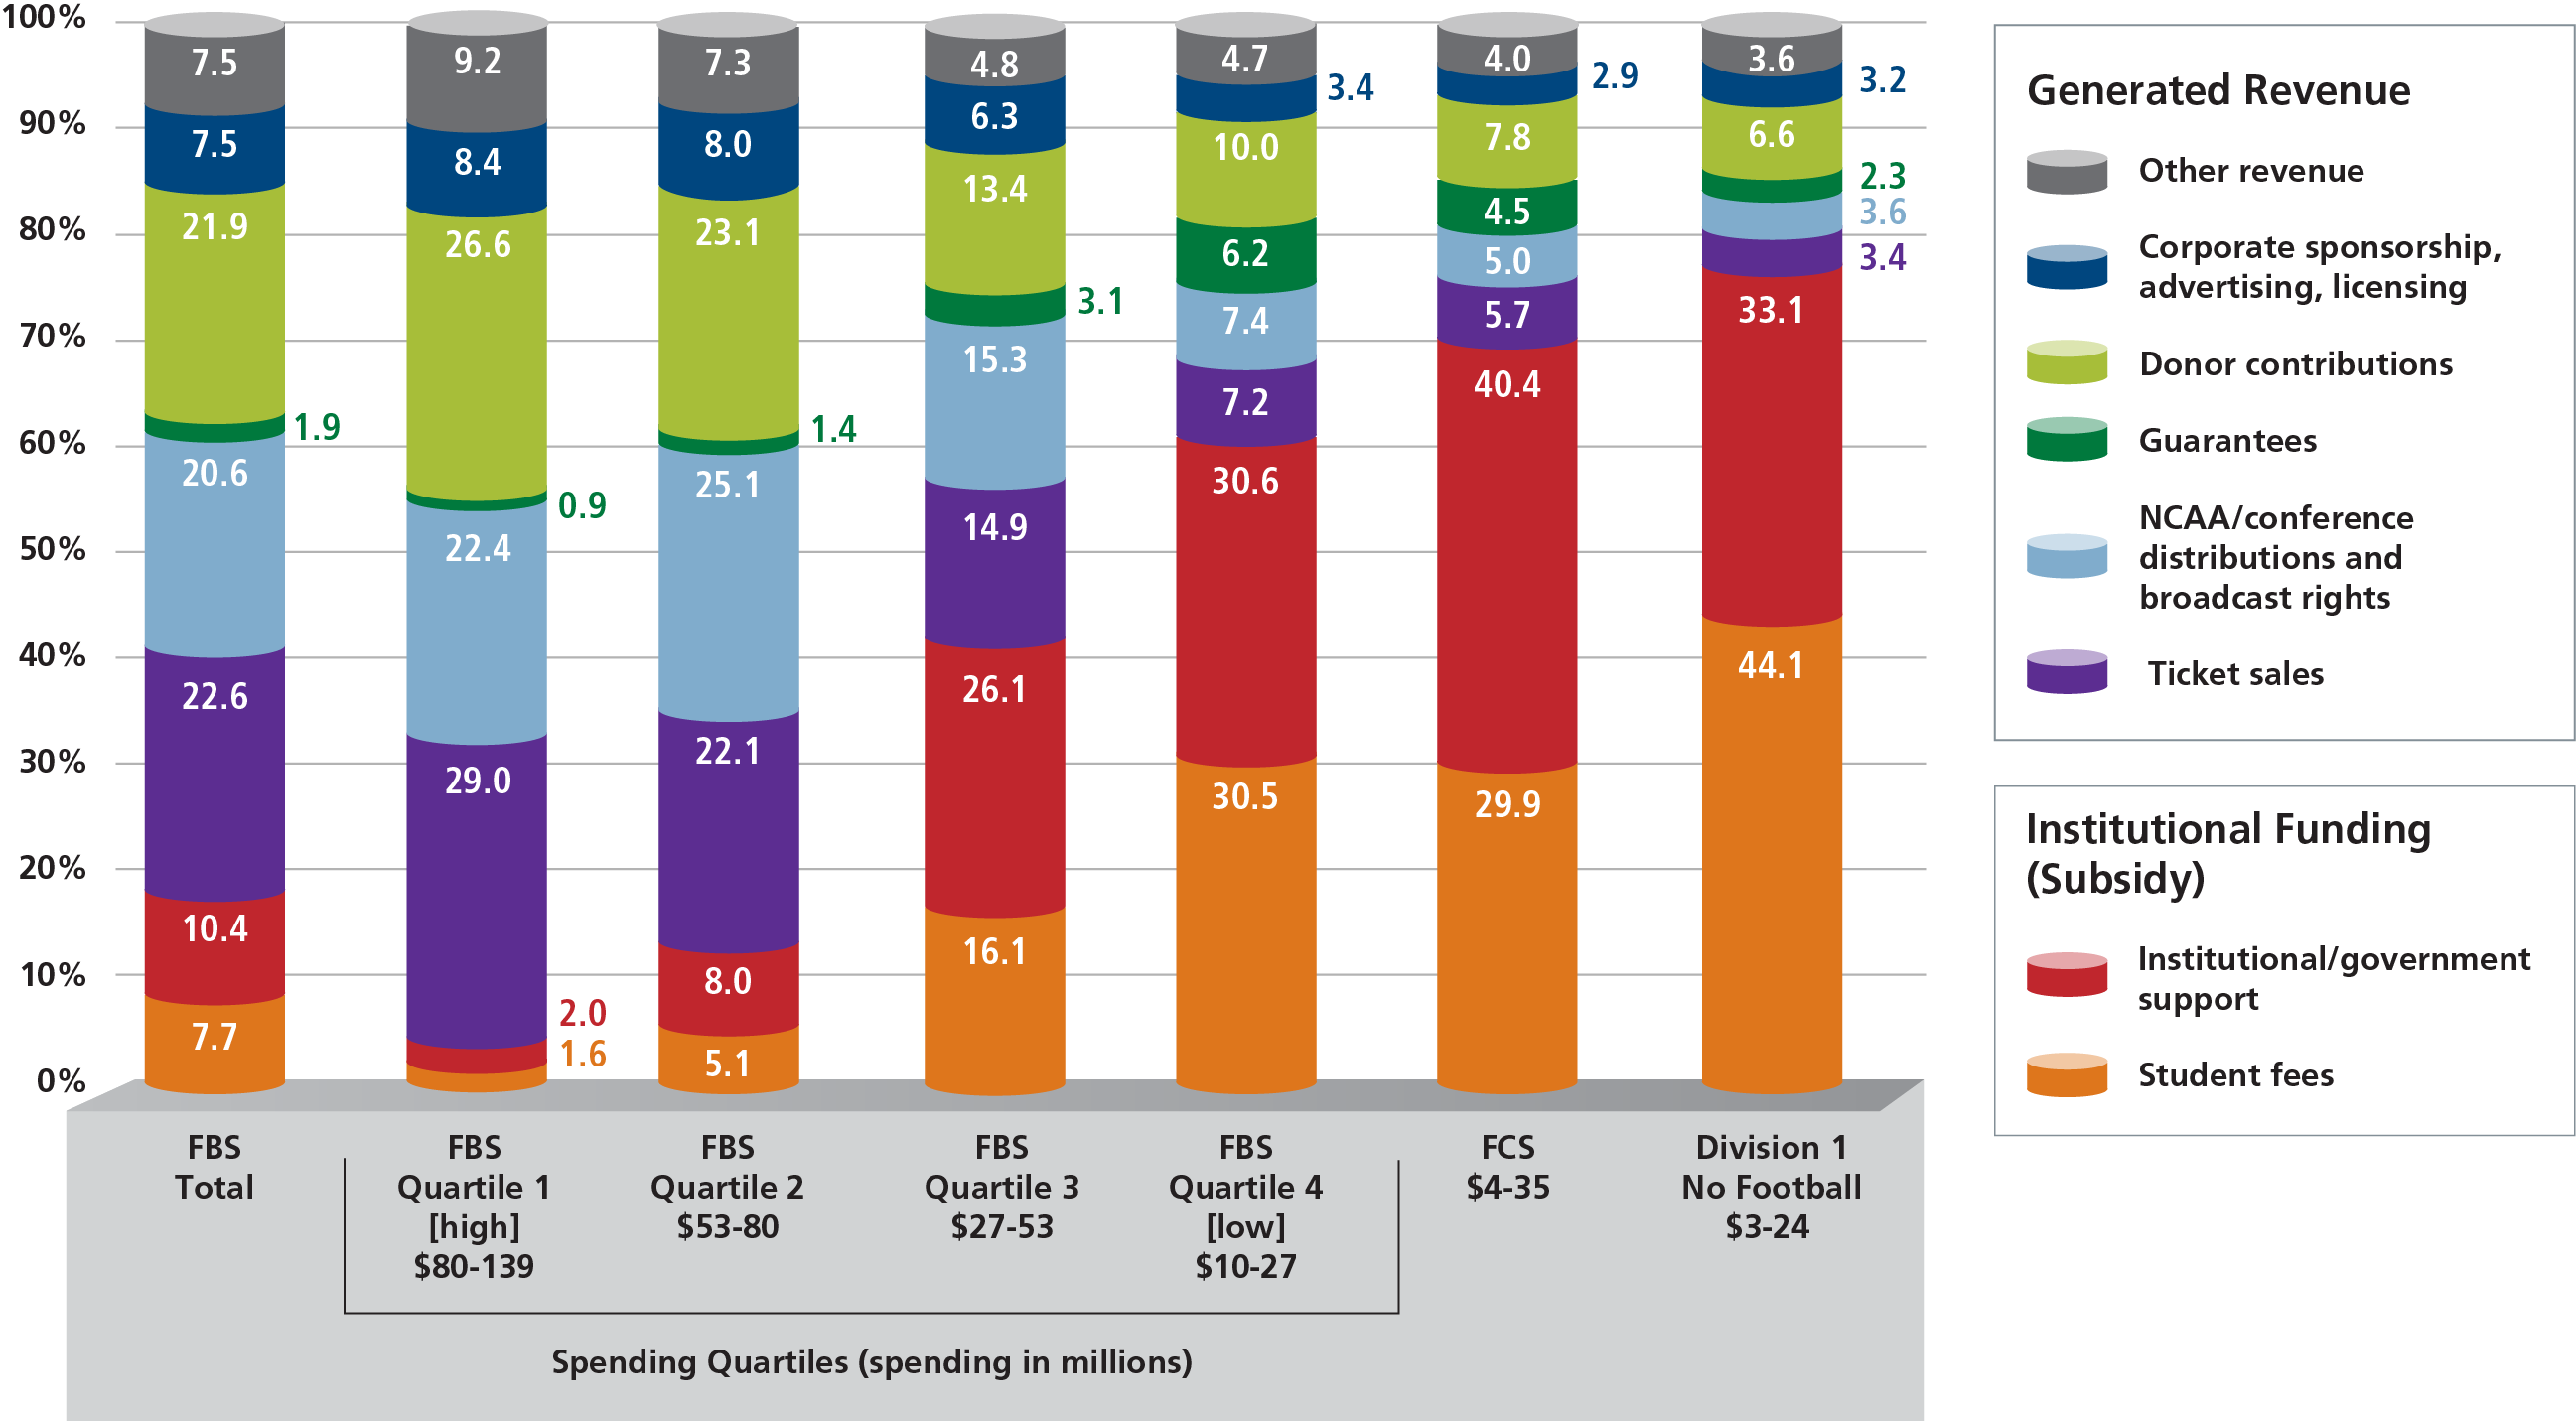 100%
90%
80%
70%
60%
50%
40%
30%
20%
10%
0%
7.5
7.5
21.9
1.9
20.6
22.6
10.4
7.7
9.2
8.4
26.6
0.9
22.4
29.0
2.0
1.6
7.3
8.0
23.1
1.4
25.1
22.1
8.0
5.1
4.8
6.3
13.4
3.1
15.3
14.9
26.1
16.1
4.7
3.4
10.0
6.2
7.4
7.2
30.6
30.5
4.0
2.9
7.8
4.5
5.0
5.7
40.4
29.9
3.6
3.2
6.6
2.3
3.6
3.4
33.1
44.1
FBS
Total
FBS
Quartile 1
[high]
$80-139
FBS
Quartile 2
$53-80
FBS
Quartile 3
$27-53
FBS
Quartile 4
[low]
$10-27
FCS
$4-35
Division 1
No Football
$3-24
Spending Quartiles (spending in millions)
Generated Revenue
Other revenue
Corporate sponsorship,
advertising, licensing
Donor contributions
Guarantees
NCAA/conference
distributions and
broadcast rights
Ticket sales
Institutional Funding
(Subsidy)
Institutional/government
support
Student fees